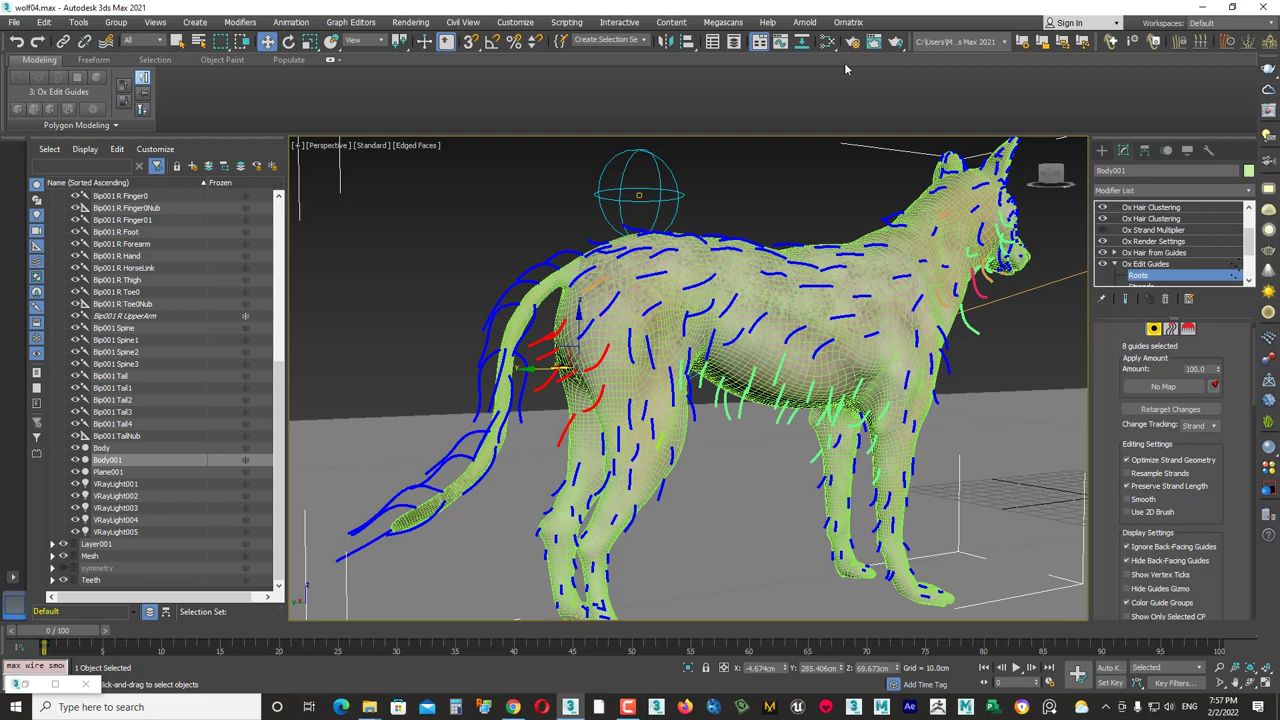 wolf04.max - Autodesk 3ds Max 2021
File Edit Tools Group Views Create Modifiers Animation Graph Editors Rendering Civil View Customize Scripting Interactive Content Megascans Help Arnold Ornatrix
Sign In
Workspaces: Default
All
View
Create Selection Se
C:\Users\M...s Max 2021
Modeling Freeform Selection Object Paint Populate
3: Ox Edit Guides
Polygon Modeling
Select Display Edit Customize
Name (Sorted Ascending)
Frozen
Bip001 R Finger0
Bip001 R Finger0Nub
Bip001 R Finger01
Bip001 R Foot
Bip001 R Forearm
Bip001 R Hand
Bip001 R HorseLink
Bip001 R Thigh
Bip001 R Toe0
Bip001 R Toe0Nub
Bip001 R UpperArm
Bip001 Spine
Bip001 Spine1
Bip001 Spine2
Bip001 Spine3
Bip001 Tail
Bip001 Tail1
Bip001 Tail2
Bip001 Tail3
Bip001 Tail4
Bip001 TailNub
Body
Body001
Plane001
VRayLight001
VRayLight002
VRayLight003
VRayLight004
VRayLight005
Layer001
Mesh
symmetry
Teeth
Default
Selection Set:
[+] [Perspective ] [Standard ] [Edged Faces ]
Body001
Modifier List
Ox Hair Clustering
Ox Hair Clustering
Ox Strand Multiplier
Ox Render Settings
Ox Hair from Guides
Ox Edit Guides
Roots
8 guides selected
Apply Amount
Amount: 100.0
No Map
Retarget Changes
Change Tracking: Strand
Editing Settings
Optimize Strand Geometry
Resample Strands
Preserve Strand Length
Smooth
Use 2D Brush
Display Settings
Ignore Back-Facing Guides
Hide Back-Facing Guides
Show Vertex Ticks
Hide Guides Gizmo
Color Guide Groups
Show Only Selected CP
0 / 100
5 10 15 20 25 30 35 40 45 50 55 60 65 70 75 80 85 90 95 100
max wire smo
1 Object Selected
ick-and-drag to select objects
X: -4.674cm Y: 285.406cm Z: 69.673cm Grid = 10.0cm
Add Time Tag
0
Auto K...
Selected
Set Key
Key Filters...
Type here to search
ENG
7:57 PM
2/2/2022